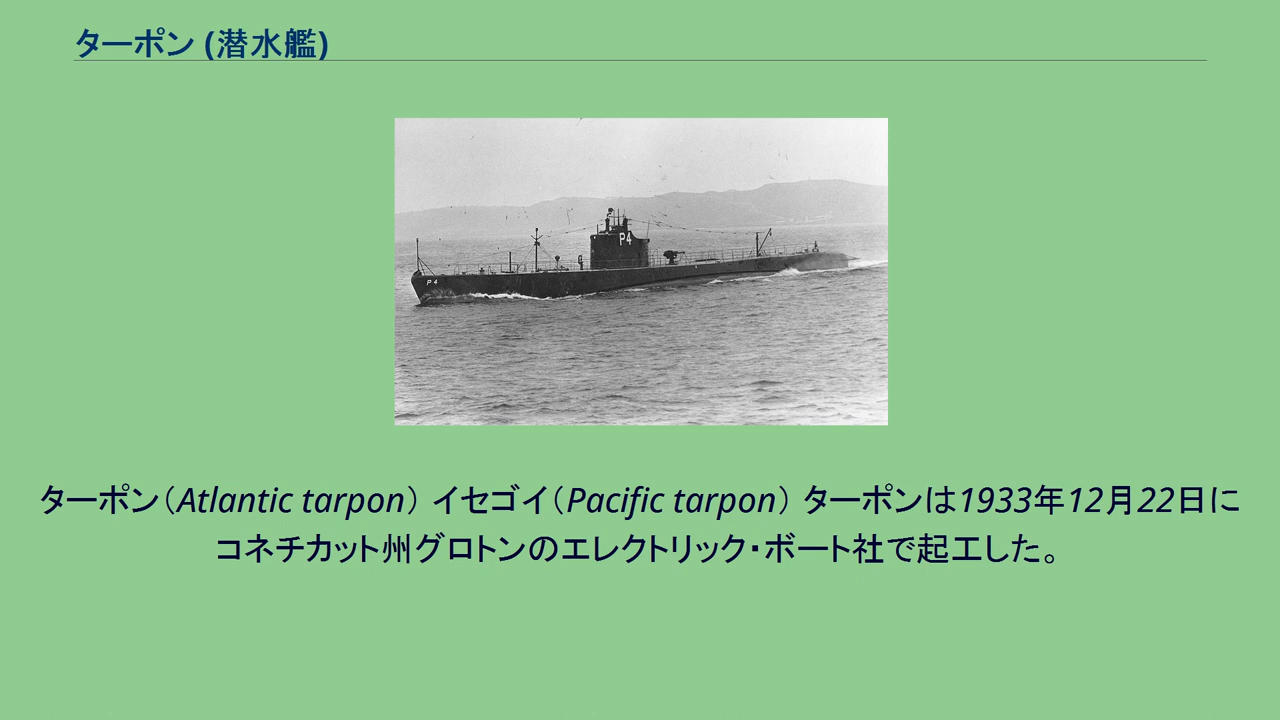 ターポン (潜水艦)
P4
P4
ターポン（Atlantic tarpon） イセゴイ（Pacific tarpon） ターポンは1933年12月22日に
コネチカット州グロトンのエレクトリック・ボート社で起工した。